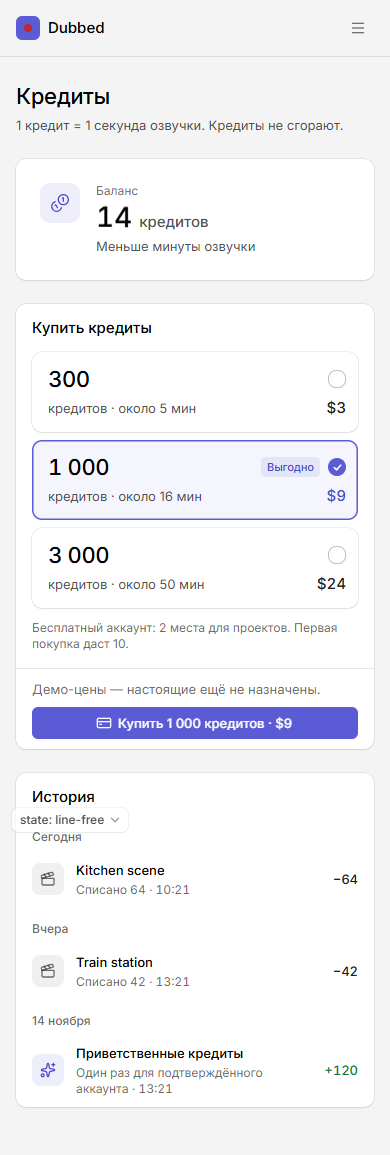 Dubbed
Кредиты
1 кредит = 1 секунда озвучки. Кредиты не сгорают.
Баланс
14 кредитов
Меньше минуты озвучки
Купить кредиты
300
кредитов · около 5 мин
$3
1 000
Выгодно
кредитов · около 16 мин
$9
3 000
кредитов · около 50 мин
$24
Бесплатный аккаунт: 2 места для проектов. Первая
покупка даст 10.
Демо-цены — настоящие ещё не назначены.
Купить 1 000 кредитов · $9
История
state: line-free
Сегодня
Kitchen scene
Списано 64 · 10:21
−64
Вчера
Train station
Списано 42 · 13:21
−42
14 ноября
Приветственные кредиты
Один раз для подтверждённого
аккаунта · 13:21
+120